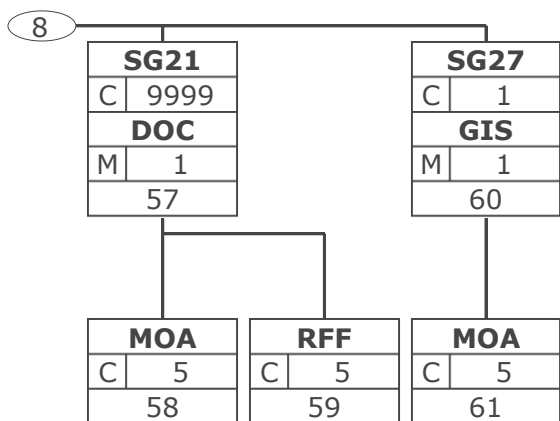 8
SG21
C 9999
DOC
M 1
57
SG27
C 1
GIS
M 1
60
MOA
C 5
58
RFF
C 5
59
MOA
C 5
61